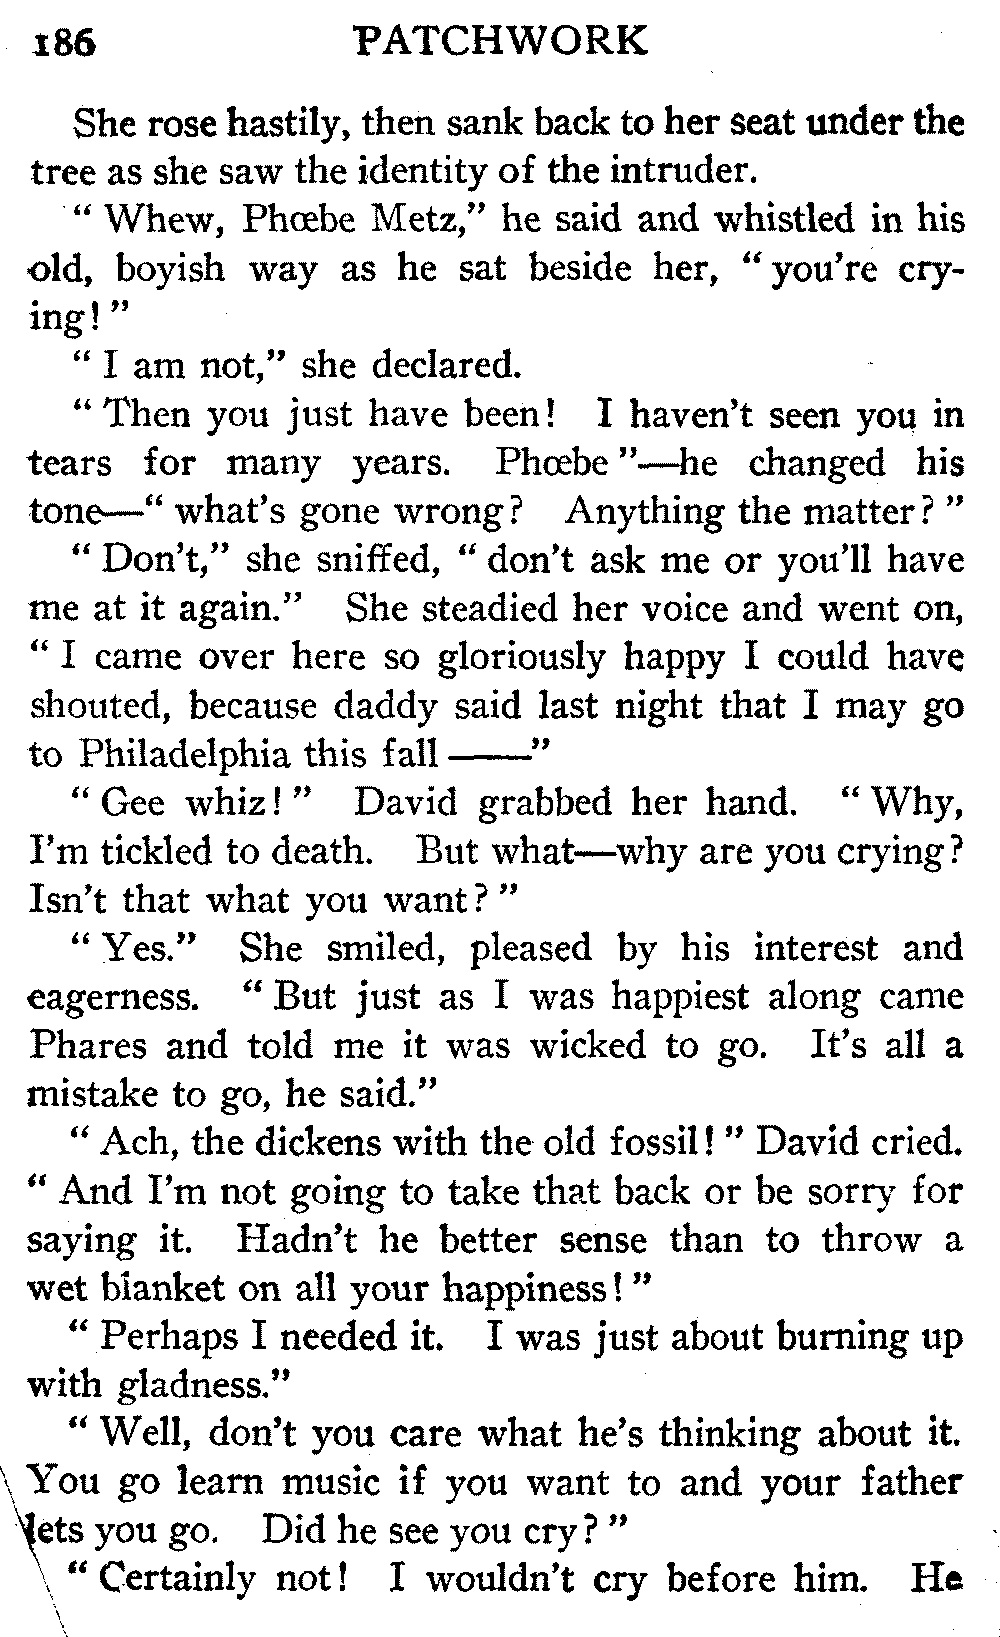 186 PATCHWORK
She rose hastily, then sank back to her seat under the
tree as she saw the identity of the intruder.
“ Whew, Phœbe Metz,” he said and whistled in his
old, boyish way as he sat beside her, “ you're cry-
ing! ”
“ I am not,” she declared.
“ Then you just have been! I haven't seen you in
tears for many years. Phœbe ”—he changed his
tone—“ what's gone wrong? Anything the matter? ”
“ Don't,” she sniffed, “ don't ask me or you'll have
me at it again.” She steadied her voice and went on,
“ I came over here so gloriously happy I could have
shouted, because daddy said last night that I may go
to Philadelphia this fall ——”
“ Gee whiz! ” David grabbed her hand. “ Why,
I'm tickled to death. But what—why are you crying?
Isn't that what you want? ”
“ Yes.” She smiled, pleased by his interest and
eagerness. “ But just as I was happiest along came
Phares and told me it was wicked to go. It's all a
mistake to go, he said.”
“ Ach, the dickens with the old fossil! ” David cried.
“ And I'm not going to take that back or be sorry for
saying it. Hadn't he better sense than to throw a
wet blanket on all your happiness! ”
“ Perhaps I needed it. I was just about burning up
with gladness.”
“ Well, don't you care what he's thinking about it.
You go learn music if you want to and your father
lets you go. Did he see you cry? ”
“ Certainly not! I wouldn't cry before him. He